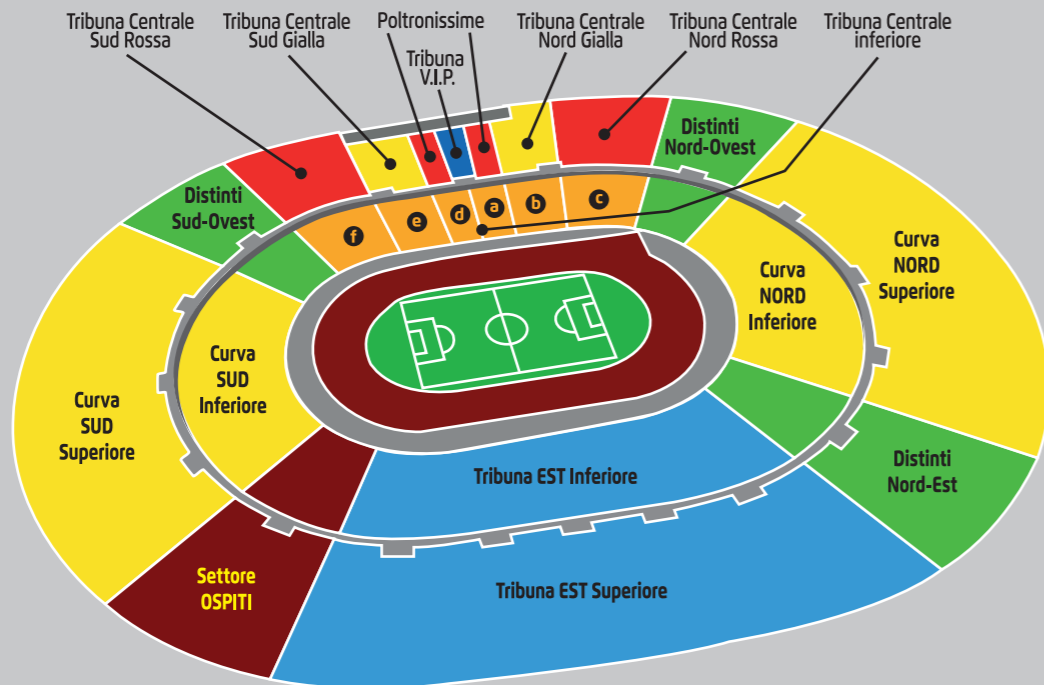 Tribuna Centrale
Sud Rossa
Tribuna Centrale
Sud Gialla
Poltronissime
Tribuna
V.I.P.
Tribuna Centrale
Nord Gialla
Tribuna Centrale
Nord Rossa
Tribuna Centrale
inferiore
Distinti
Nord-Ovest
Distinti
Sud-Ovest
f
e
d
a
b
c
Curva
NORD
Superiore
Curva
NORD
Inferiore
Curva
SUD
Inferiore
Curva
SUD
Superiore
Tribuna EST Inferiore
Distinti
Nord-Est
Settore
OSPITI
Tribuna EST Superiore